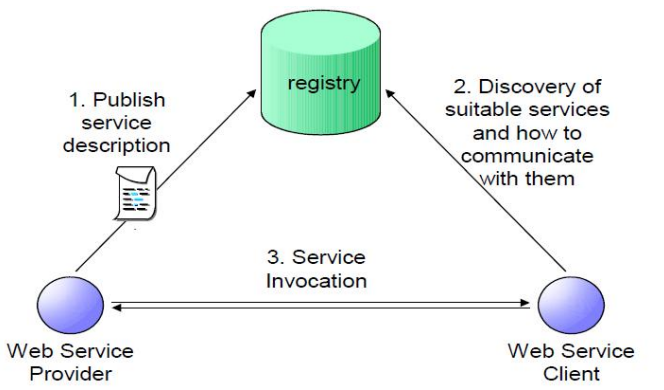 registry
1. Publish
service
description
2. Discovery of
suitable services
and how to
communicate
with them
3. Service
Invocation
Web Service
Provider
Web Service
Client